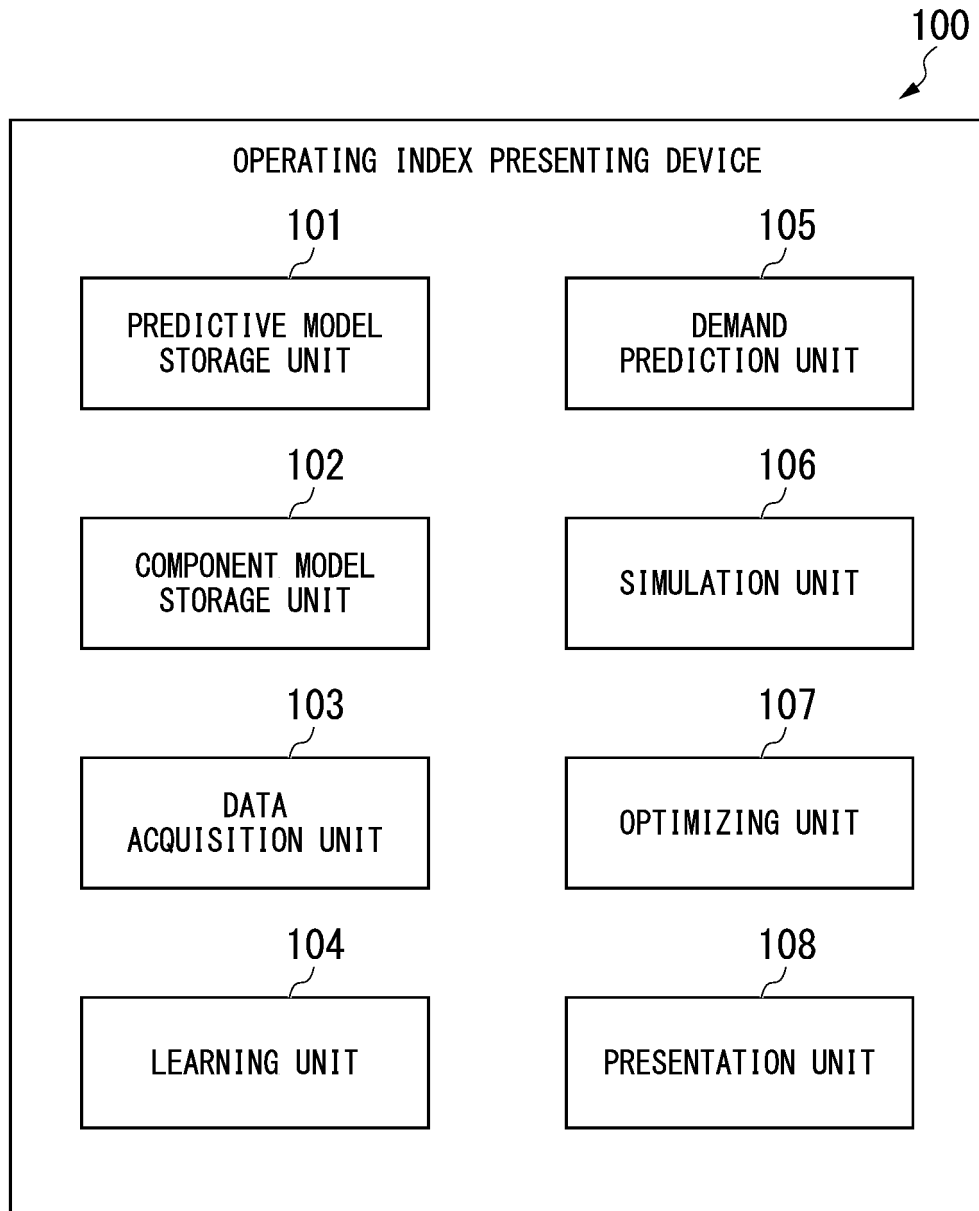 100
OPERATING INDEX PRESENTING DEVICE
101
PREDICTIVE MODEL
STORAGE UNIT
102
COMPONENT MODEL
STORAGE UNIT
103
DATA
ACQUISITION UNIT
104
LEARNING UNIT
105
DEMAND
PREDICTION UNIT
106
SIMULATION UNIT
107
OPTIMIZING UNIT
108
PRESENTATION UNIT